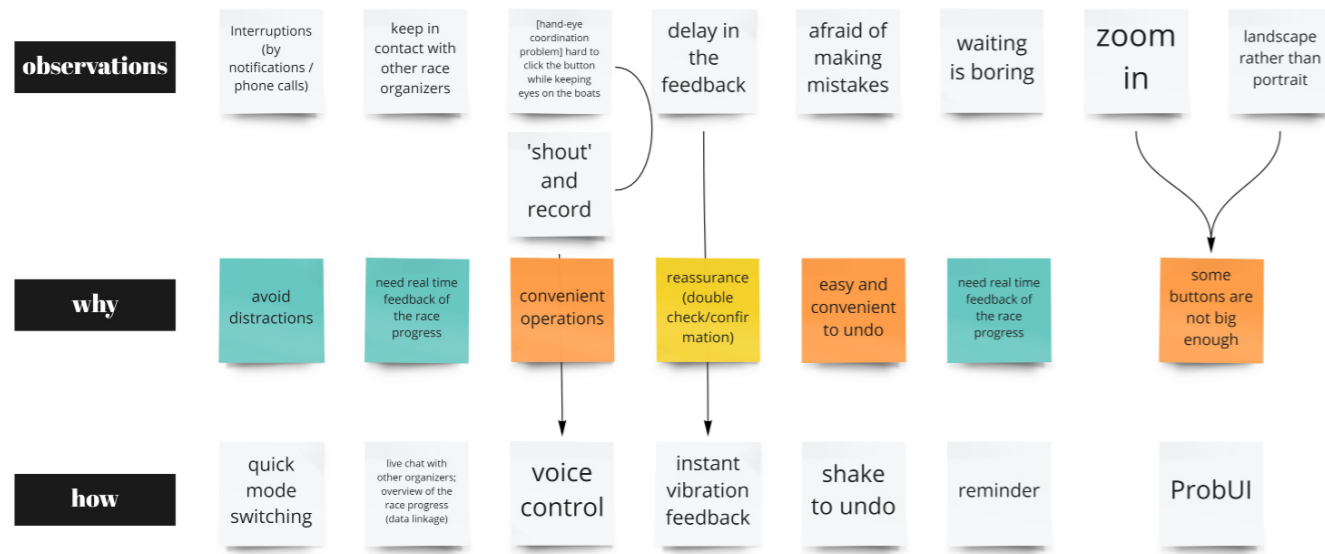 observations
Interruptions
(by
notifications /
phone calls)
keep in
contact with
other race
organizers
[hand-eye
coordination
problem] hard to
click the button
while keeping
eyes on the boats
delay in
the
feedback
afraid of
making
mistakes
waiting
is boring
zoom
in
landscape
rather than
portrait
'shout'
and
record
why
avoid
distractions
need real time
feedback of
the race
progress
convenient
operations
reassurance
(double
check/confir
mation)
easy and
convenient
to undo
need real time
feedback of
the race
progress
some
buttons are
not big
enough
how
quick
mode
switching
live chat with
other organizers;
overview of the
race progress
(data linkage)
voice
control
instant
vibration
feedback
shake
to undo
reminder
ProbUI